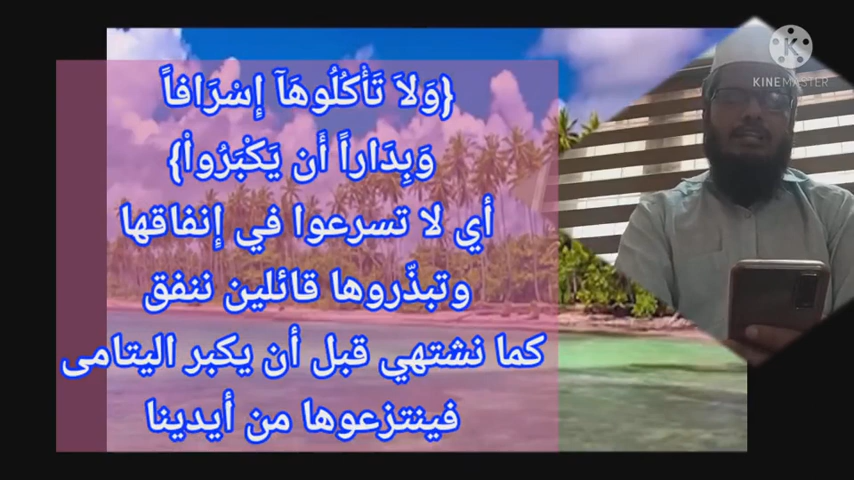 {وَلاَ تَأْكُلُوهَآ إِسْرَافاً
وَبِدَاراً أَن يَكْبَرُواْ}
أي لا تسرعوا في إنفاقها
وتبذّروها قائلين ننفق
كما نشتهي قبل أن يكبر اليتامى
فينتزعوها من أيدينا
KINEMASTER